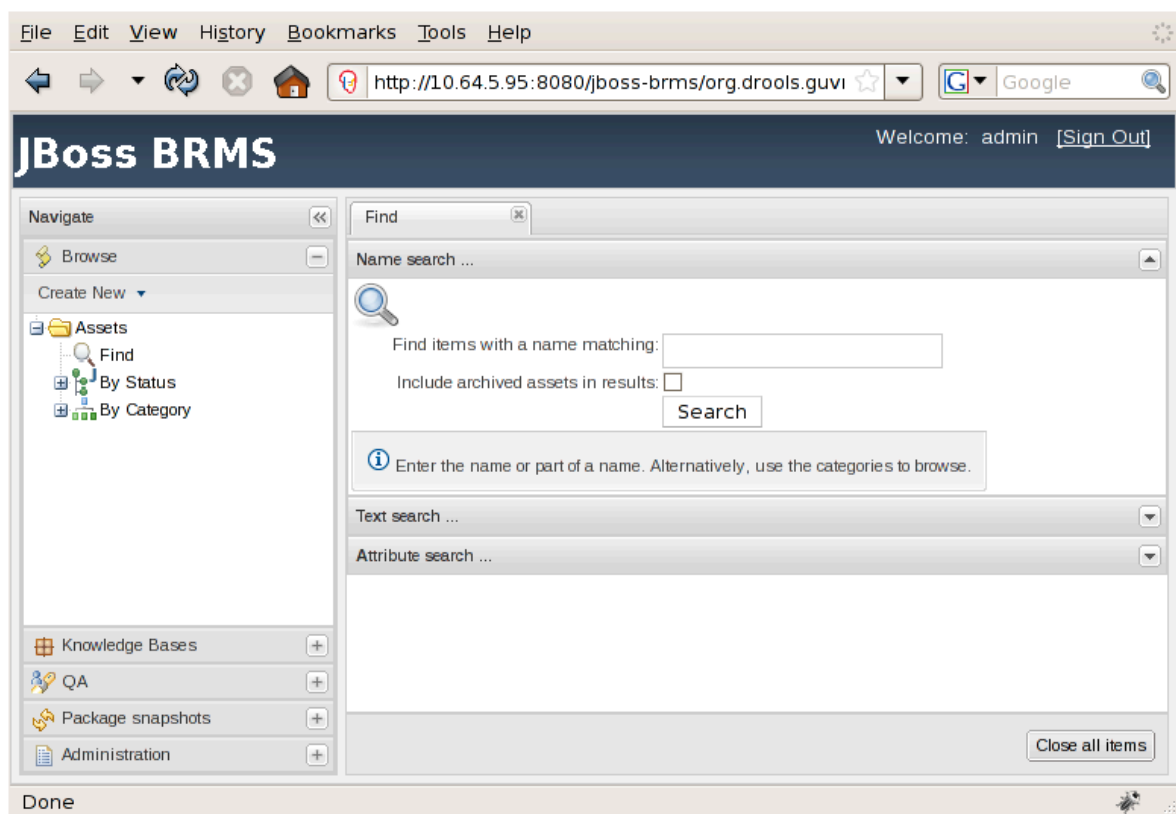 File Edit View History Bookmarks Tools Help
http://10.64.5.95:8080/jboss-brms/org.drools.guvi
G Google
JBoss BRMS
Welcome: admin [Sign Out]
Navigate
Browse
Create New
Assets
Find
By Status
By Category
Knowledge Bases
QA
Package snapshots
Administration
Find
Name search ...
Find items with a name matching:
Include archived assets in results:
Search
Enter the name or part of a name. Alternatively, use the categories to browse.
Text search ...
Attribute search ...
Close all items
Done